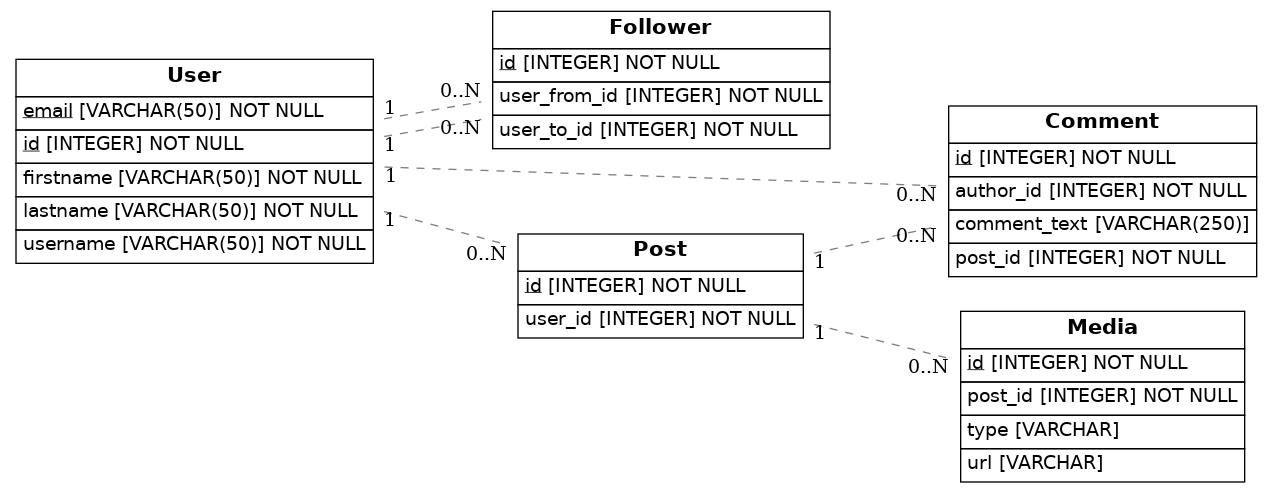 User
email [VARCHAR(50)] NOT NULL
id [INTEGER] NOT NULL
firstname [VARCHAR(50)] NOT NULL
lastname [VARCHAR(50)] NOT NULL
username [VARCHAR(50)] NOT NULL
1
1
1
1
0..N
0..N
0..N
0..N
Follower
id [INTEGER] NOT NULL
user_from_id [INTEGER] NOT NULL
user_to_id [INTEGER] NOT NULL
Post
id [INTEGER] NOT NULL
user_id [INTEGER] NOT NULL
1
1
0..N
0..N
Comment
id [INTEGER] NOT NULL
author_id [INTEGER] NOT NULL
comment_text [VARCHAR(250)]
post_id [INTEGER] NOT NULL
Media
id [INTEGER] NOT NULL
post_id [INTEGER] NOT NULL
type [VARCHAR]
url [VARCHAR]